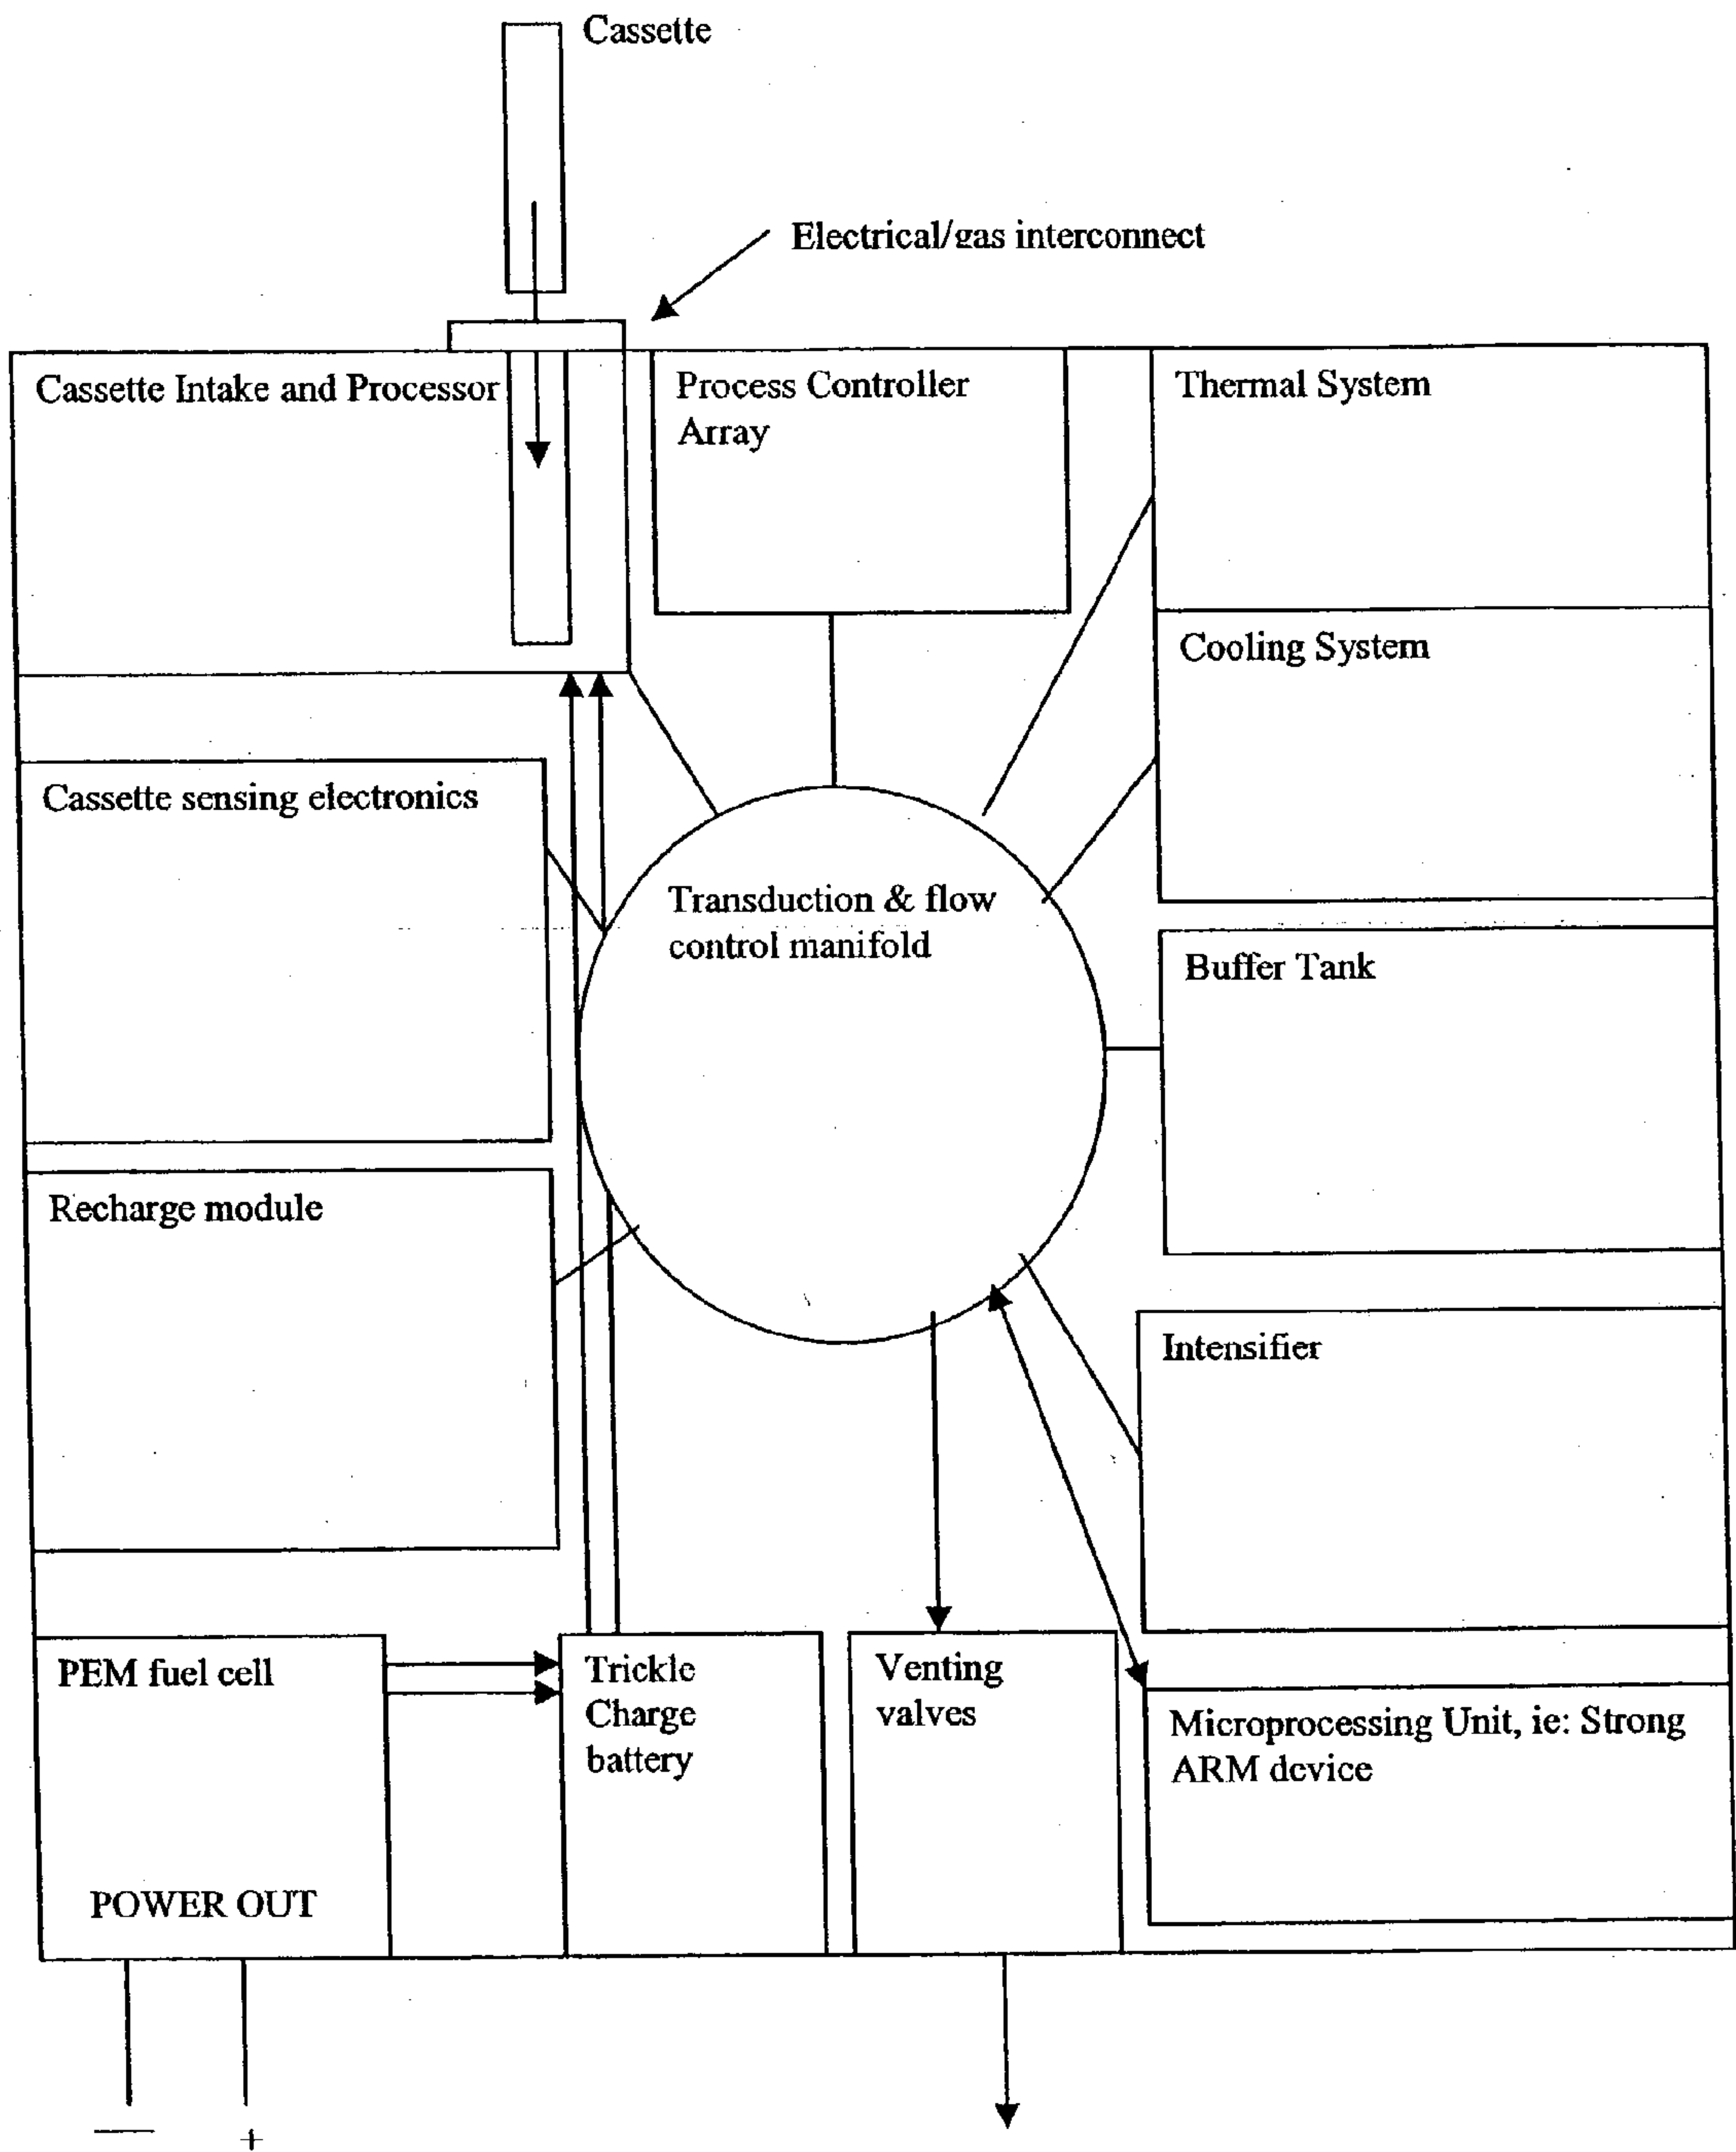 Cassette
Electrical/gas interconnect
Cassette Intake and Processor
Process Controller
Array
Thermal System
Cooling System
Cassette sensing electronics
Transduction & flow
control manifold
Buffer Tank
Recharge module
Intensifier
PEM fuel cell
POWER OUT
Trickle
Charge
battery
Venting
valves
Microprocessing Unit, ie: Strong
ARM device
— +